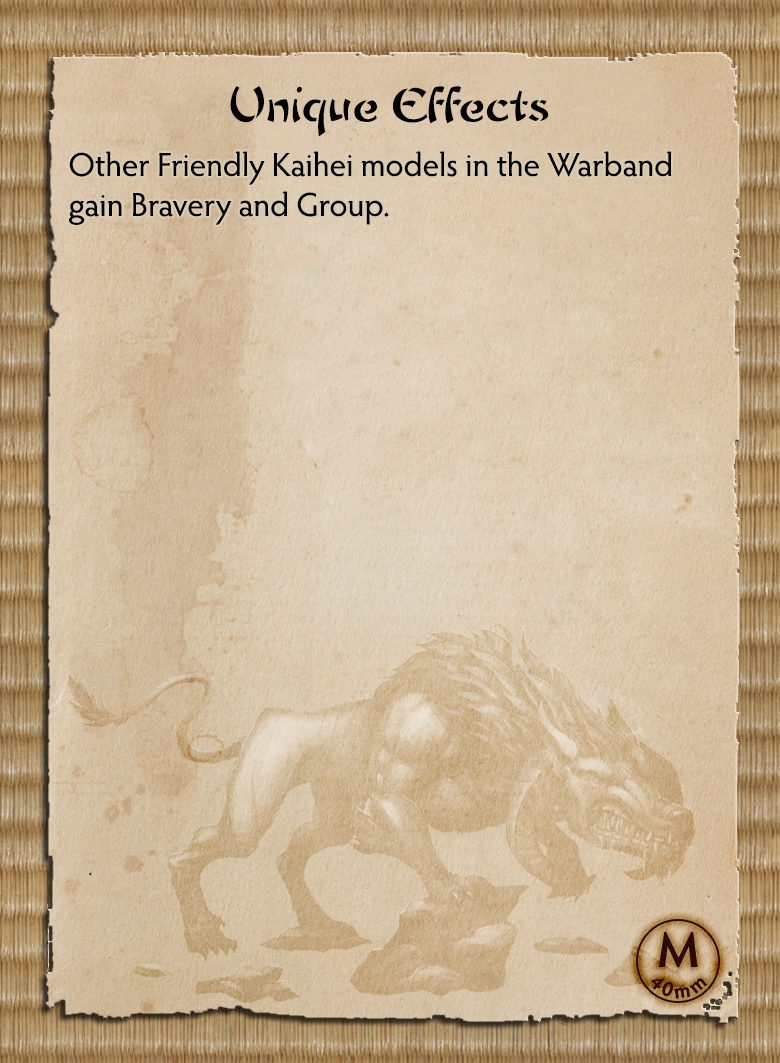 Unique Effects
Other Friendly Kaihei models in the Warband
gain Bravery and Group.
M
40mm